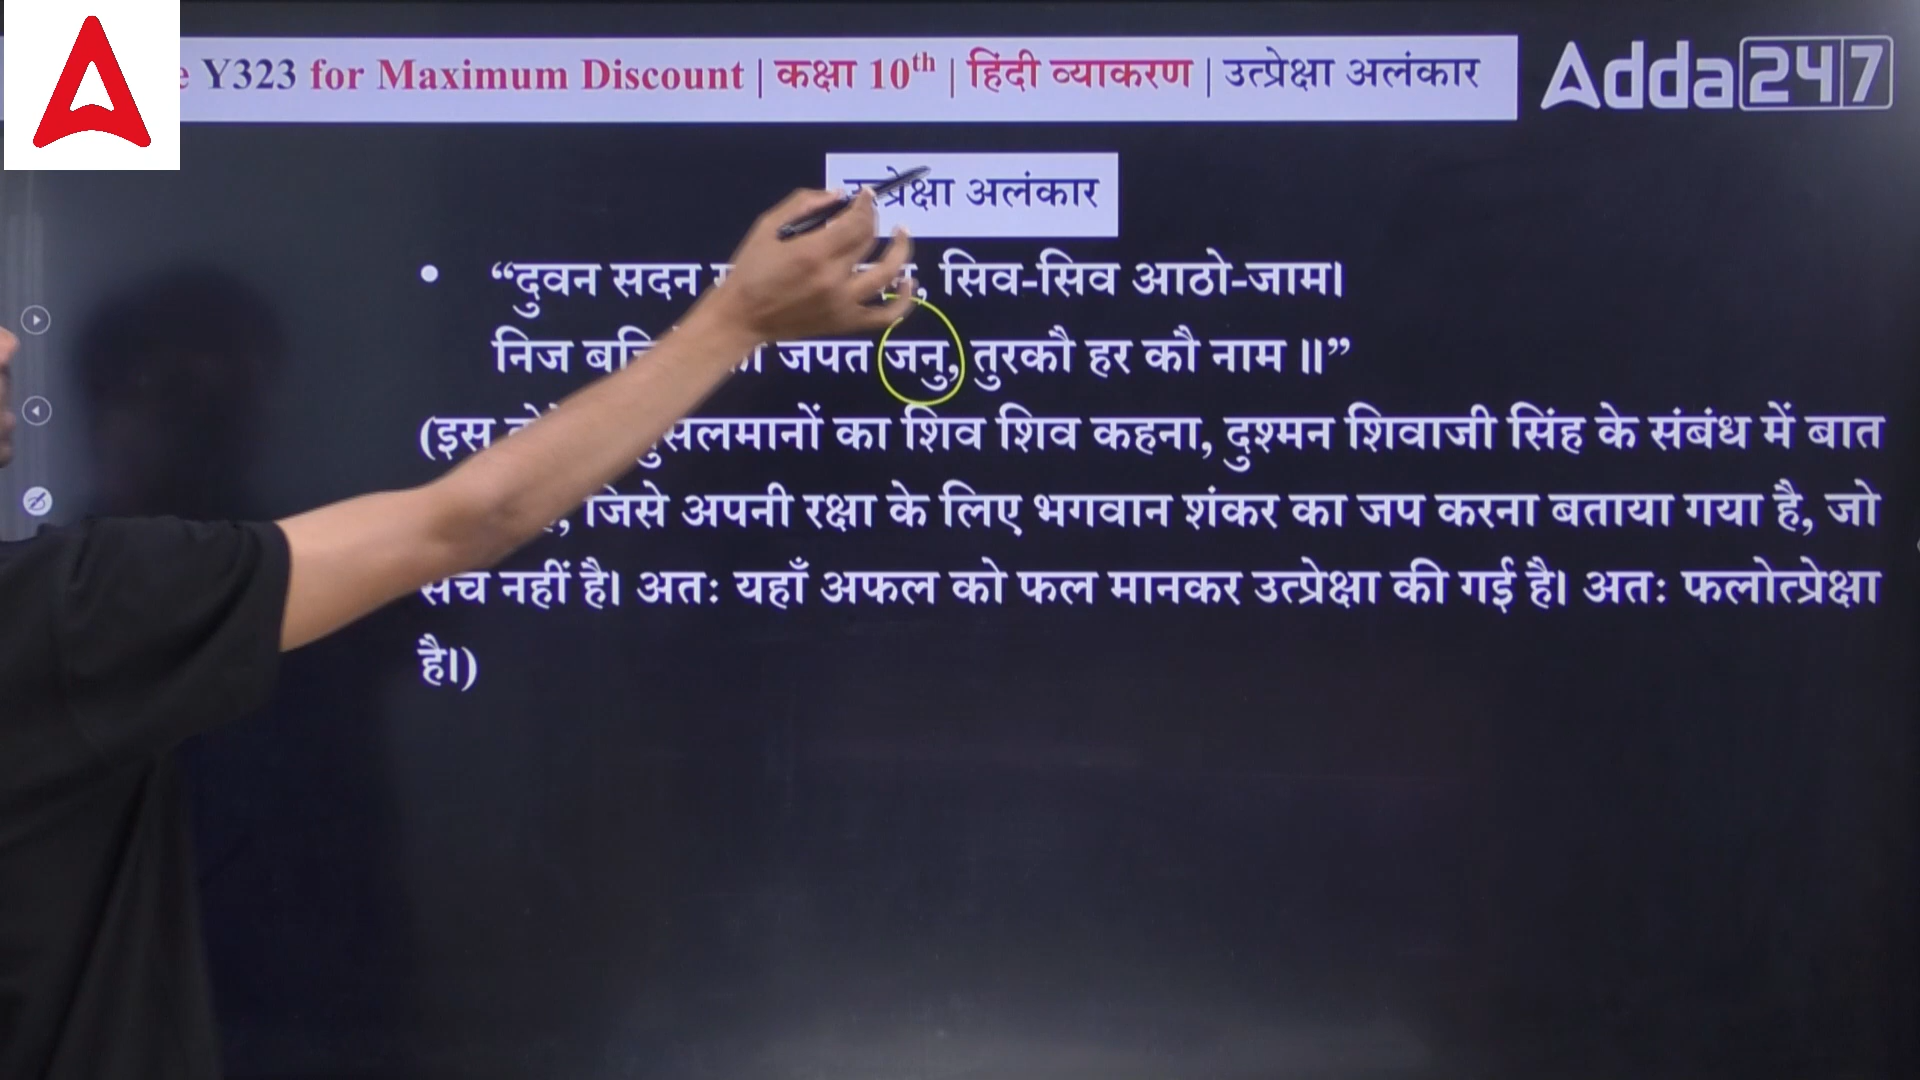 Y323 for Maximum Discount | कक्षा 10th | हिंदी व्याकरण | उत्प्रेक्षा अलंकार
Adda247
उत्प्रेक्षा अलंकार
• “दुवन सदन सिव-सिव आठो-जाम।
निज जपत जनु, तुरकौ हर कौ नाम ॥”
(इस मुसलमानों का शिव शिव कहना, दुश्मन शिवाजी सिंह के संबंध में बात
जिसे अपनी रक्षा के लिए भगवान शंकर का जप करना बताया गया है, जो
सच नहीं है। अतः यहाँ अफल को फल मानकर उत्प्रेक्षा की गई है। अतः फलोत्प्रेक्षा
है।)